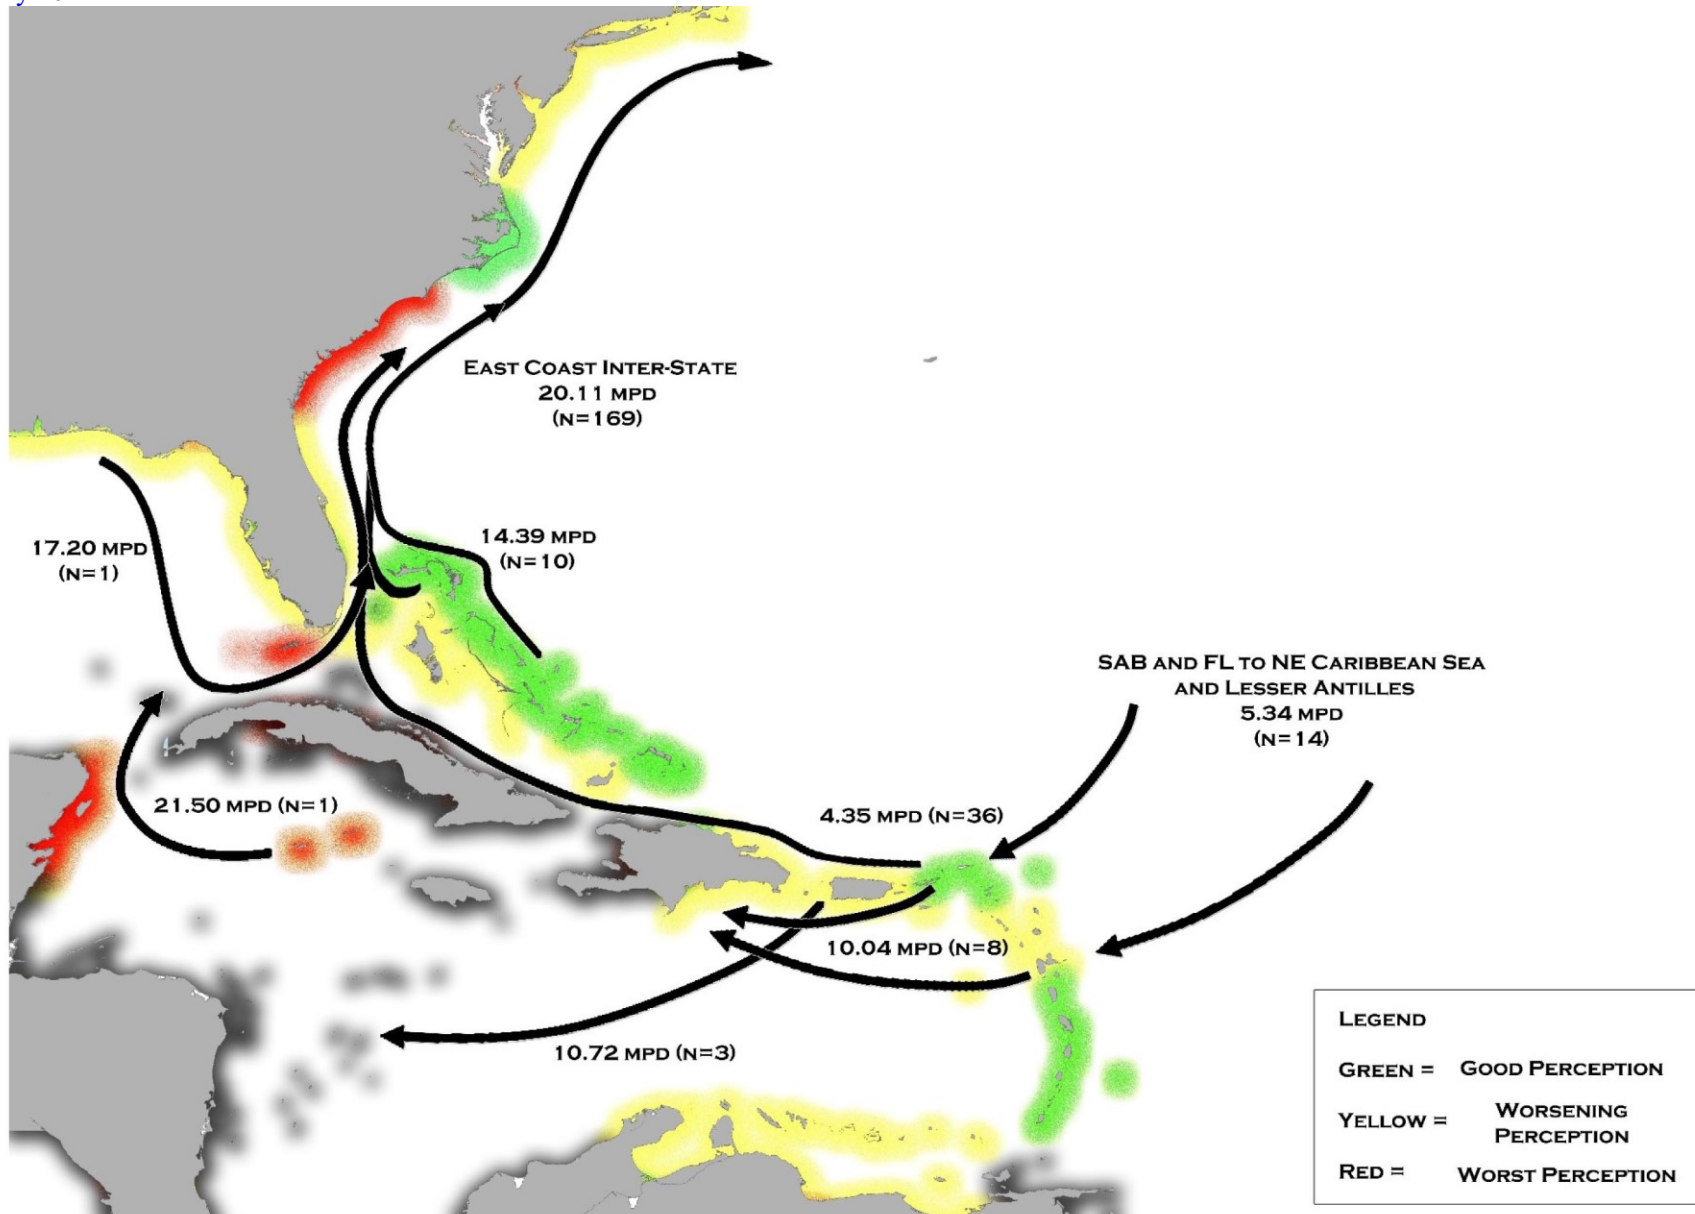 EAST COAST INTER-STATE
20.11 MPD
(N=169)
17.20 MPD
(N=1)
14.39 MPD
(N=10)
SAB AND FL TO NE CARIBBEAN SEA
AND LESSER ANTILLES
5.34 MPD
(N=14)
21.50 MPD (N=1)
4.35 MPD (N=36)
10.04 MPD (N=8)
10.72 MPD (N=3)
LEGEND
GREEN = GOOD PERCEPTION
YELLOW = WORSENING
PERCEPTION
RED = WORST PERCEPTION